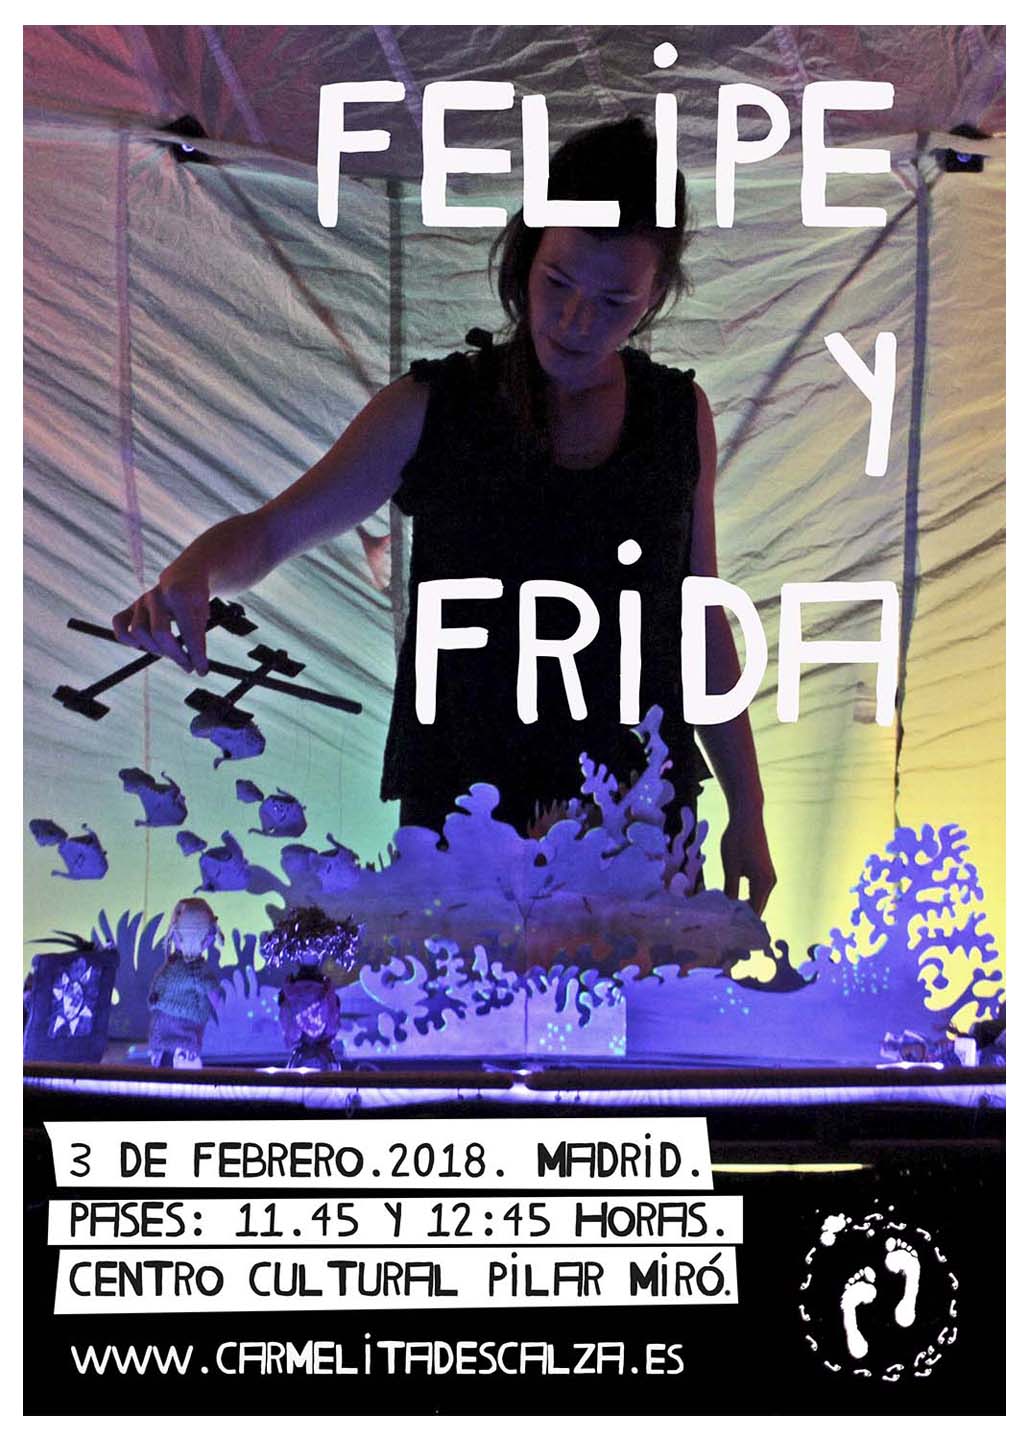 FELiPE
Y
FRiDA
3 DE FEBRERO.2018. MADRiD.
PASES: 11.45 Y 12:45 HORAS.
CENTRO CULTURAL PiLAR MiRÓ.
WWW.CARMELiTADESCALZA.ES